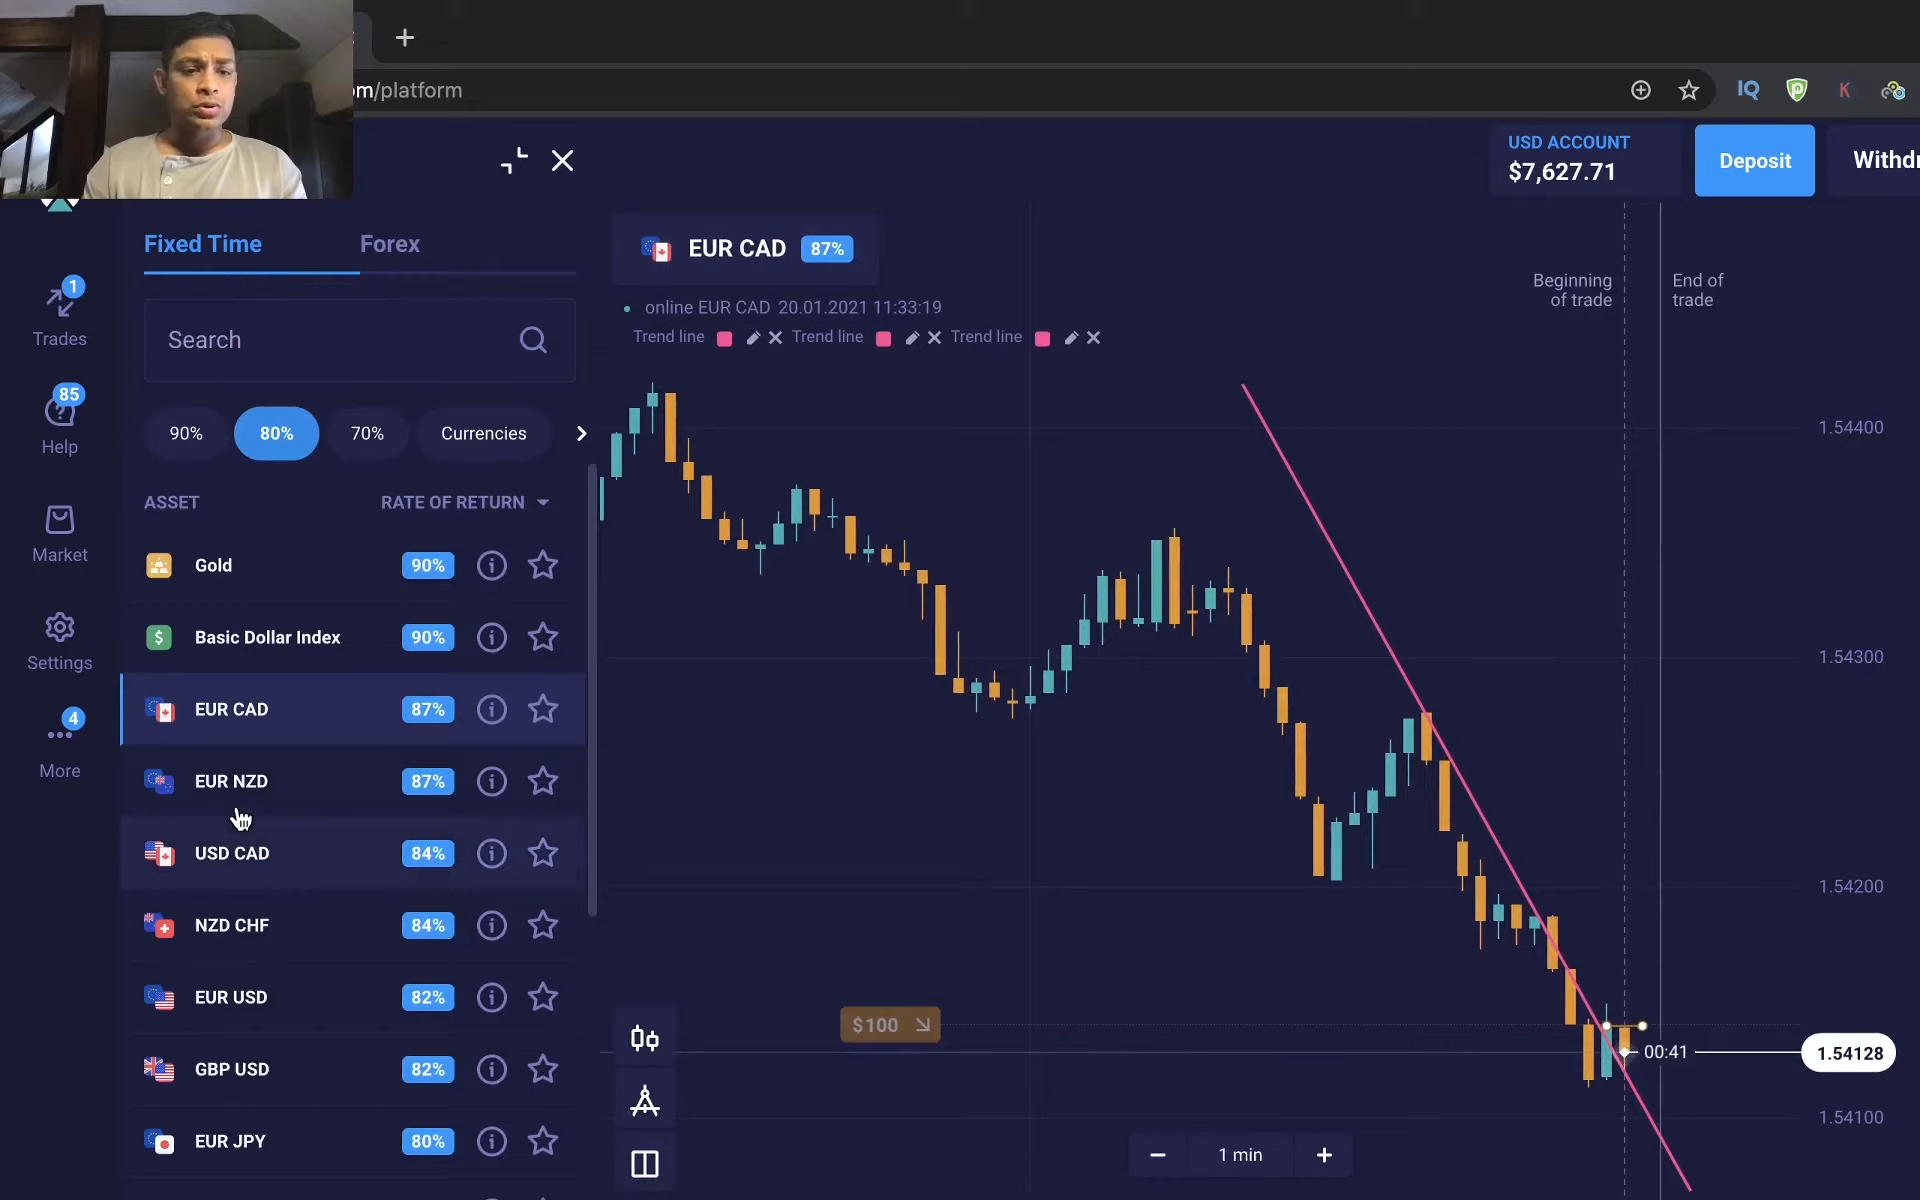 om/platform
IQ
K
USD ACCOUNT
$7,627.71
Deposit
Withdr
Fixed Time
Forex
Search
90%
80%
70%
Currencies
ASSET
RATE OF RETURN
Gold
90%
Basic Dollar Index
90%
EUR CAD
87%
EUR NZD
87%
USD CAD
84%
NZD CHF
84%
EUR USD
82%
GBP USD
82%
EUR JPY
80%
1
Trades
85
Help
Market
Settings
4
More
EUR CAD
87%
online EUR CAD 20.01.2021 11:33:19
Trend line
Trend line
Trend line
Beginning
of trade
End of
trade
1.54400
1.54300
1.54200
1.54128
1.54100
$100
00:41
1 min